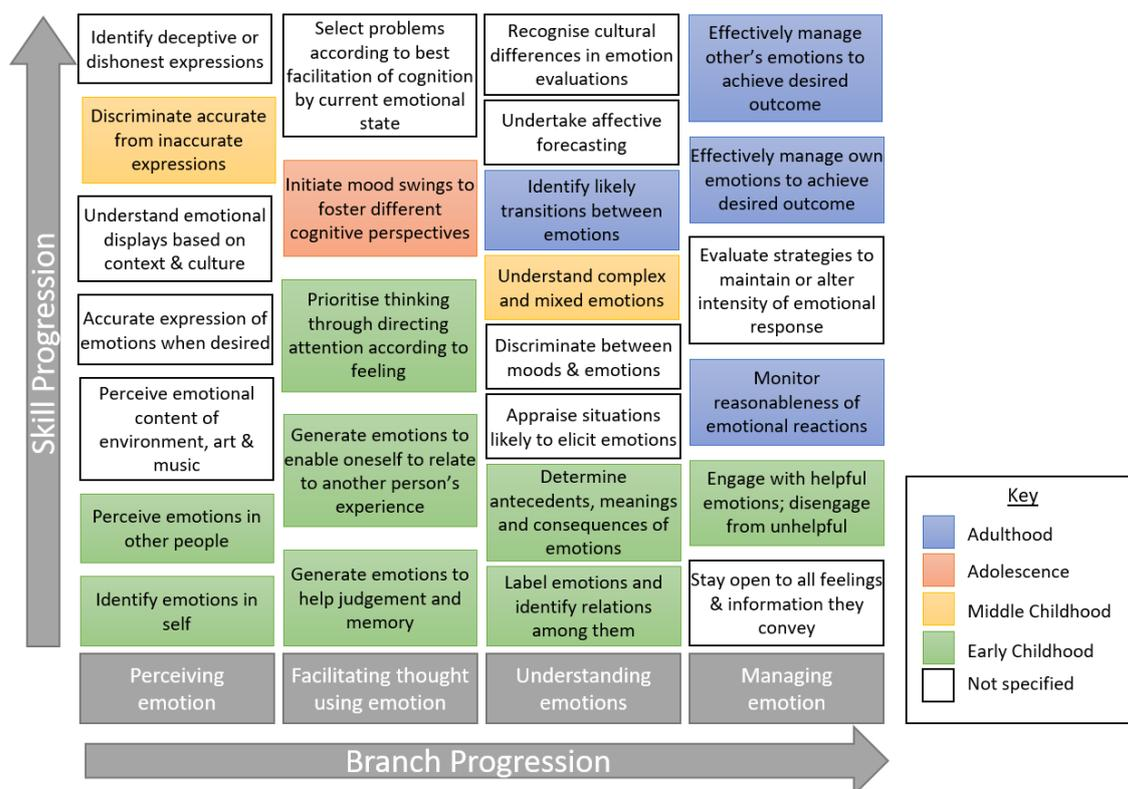 Skill Progression
Identify deceptive or
dishonest expressions
Discriminate accurate
from inaccurate
expressions
Understand emotional
displays based on
context & culture
Accurate expression of
emotions when desired
Perceive emotional
content of
environment, art &
music
Perceive emotions in
other people
Identify emotions in
self
Perceiving
emotion
Select problems
according to best
facilitation of cognition
by current emotional
state
Initiate mood swings to
foster different
cognitive perspectives
Prioritise thinking
through directing
attention according to
feeling
Generate emotions to
enable oneself to relate
to another person's
experience
Generate emotions to
help judgement and
memory
Facilitating thought
using emotion
Recognise cultural
differences in emotion
evaluations
Undertake affective
forecasting
Identify likely
transitions between
emotions
Understand complex
and mixed emotions
Discriminate between
moods & emotions
Appraise situations
likely to elicit emotions
Determine
antecedents, meanings
and consequences of
emotions
Label emotions and
identify relations
among them
Understanding
emotions
Effectively manage
other's emotions to
achieve desired
outcome
Effectively manage own
emotions to achieve
desired outcome
Evaluate strategies to
maintain or alter
intensity of emotional
response
Monitor
reasonableness of
emotional reactions
Engage with helpful
emotions; disengage
from unhelpful
Stay open to all feelings
& information they
convey
Managing
emotion
Branch Progression
Key
Adulthood
Adolescence
Middle Childhood
Early Childhood
Not specified